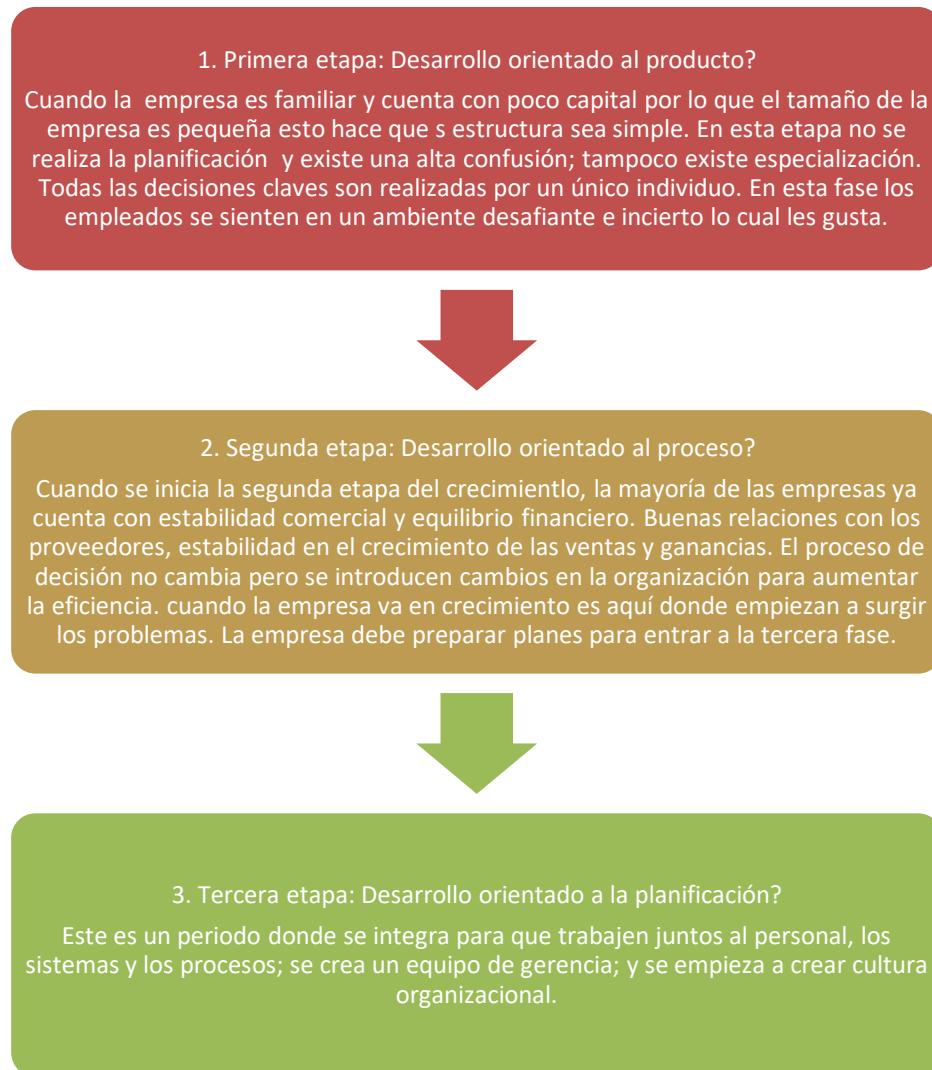 1. Primera etapa: Desarrollo orientado al producto?
Cuando la  empresa es familiar y cuenta con poco capital por lo que el tamaño de la
empresa es pequeña esto hace que s estructura sea simple. En esta etapa no se
realiza la planificación  y existe una alta confusión; tampoco existe especialización.
Todas las decisiones claves son realizadas por un único individuo. En esta fase los
empleados se sienten en un ambiente desafiante e incierto lo cual les gusta.
2. Segunda etapa: Desarrollo orientado al proceso?
Cuando se inicia la segunda etapa del crecimientlo, la mayoría de las empresas ya
cuenta con estabilidad comercial y equilibrio financiero. Buenas relaciones con los
proveedores, estabilidad en el crecimiento de las ventas y ganancias. El proceso de
decisión no cambia pero se introducen cambios en la organización para aumentar
la eficiencia. cuando la empresa va en crecimiento es aquí donde empiezan a surgir
los problemas. La empresa debe preparar planes para entrar a la tercera fase.
3. Tercera etapa: Desarrollo orientado a la planificación?
Este es un periodo donde se integra para que trabajen juntos al personal, los
sistemas y los procesos; se crea un equipo de gerencia; y se empieza a crear cultura
organizacional.